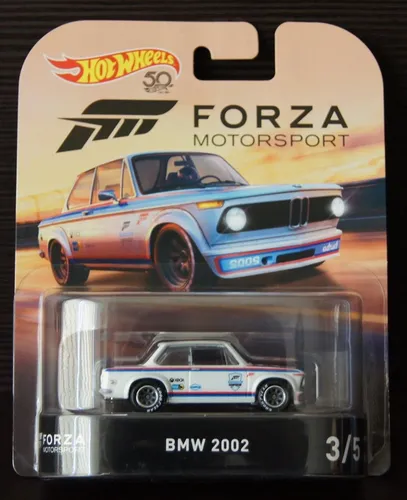 Hot Wheels
50
FORZA
MOTORSPORT
2002
BMW 2002
FORZA
MOTORSPORT
3/5